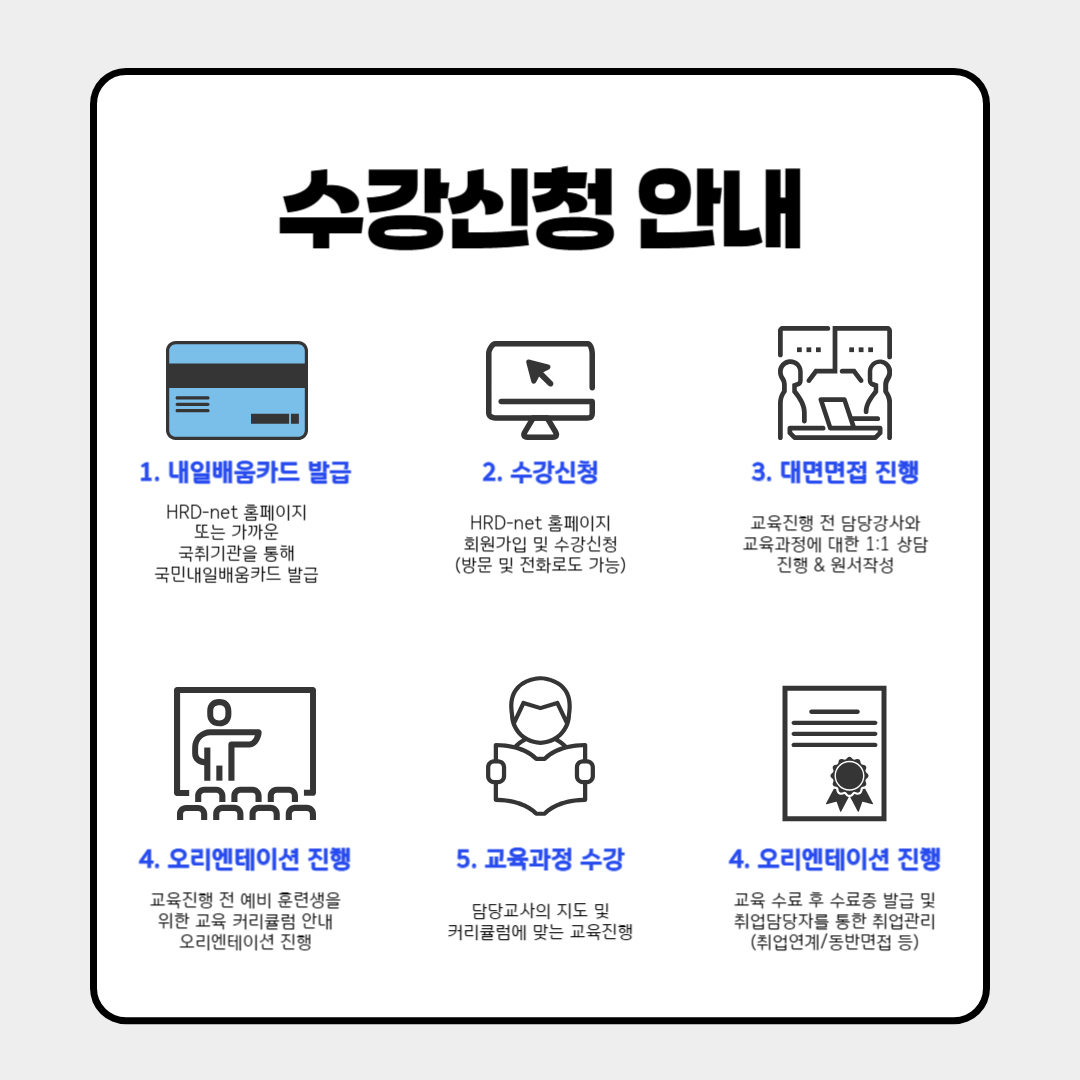 수강신청 안내
1. 내일배움카드 발급
HRD-net 홈페이지
또는 가까운
국취기관을 통해
국민내일배움카드 발급
2. 수강신청
HRD-net 홈페이지
회원가입 및 수강신청
(방문 및 전화로도 가능)
3. 대면면접 진행
교육진행 전 담당강사와
교육과정에 대한 1:1 상담
진행 & 원서작성
4. 오리엔테이션 진행
교육진행 전 예비 훈련생을
위한 교육 커리큘럼 안내
오리엔테이션 진행
5. 교육과정 수강
담당교사의 지도 및
커리큘럼에 맞는 교육진행
4. 오리엔테이션 진행
교육 수료 후 수료증 발급 및
취업담당자를 통한 취업관리
(취업연계/동반면접 등)